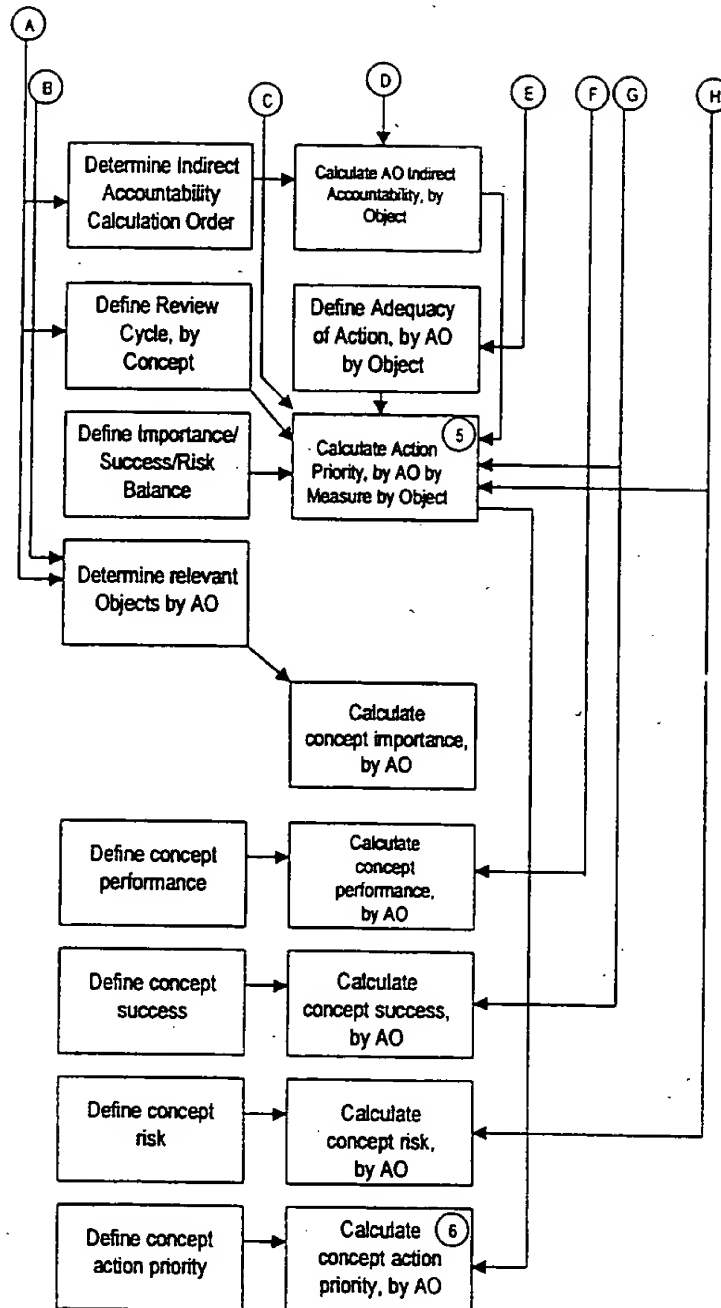 A
B
C
D
E
F
G
H
Determine Indirect
Accountability
Calculation Order
Calculate AO Indirect
Accountability, by
Object
Define Review
Cycle, by
Concept
Define Adequacy
of Action, by AO
by Object
Define Importance/
Success/Risk
Balance
5
Calculate Action
Priority, by AO by
Measure by Object
Determine relevant
Objects by AO
Calculate
concept importance,
by AO
Define concept
performance
Calculate
concept
performance,
by AO
Define concept
success
Calculate
concept success,
by AO
Define concept
risk
Calculate
concept risk,
by AO
Define concept
action priority
6
Calculate
concept action
priority, by AO